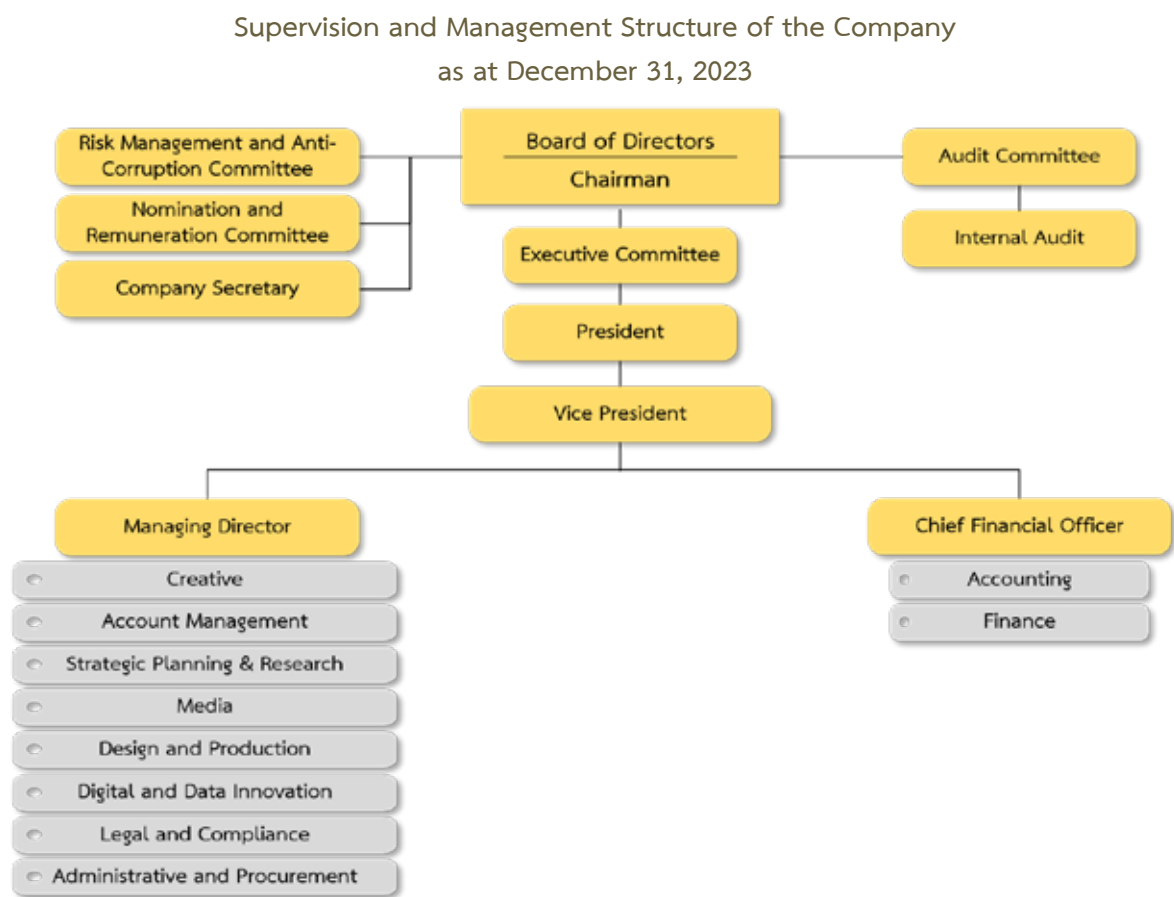 Supervision and Management Structure of the Company
as at December 31, 2023
Risk Management and Anti-
Corruption Committee
Nomination and
Remuneration Committee
Company Secretary
Board of Directors
Chairman
Audit Committee
Internal Audit
Executive Committee
President
Vice President
Managing Director
Creative
Account Management
Strategic Planning & Research
Media
Design and Production
Digital and Data Innovation
Legal and Compliance
Administrative and Procurement
Chief Financial Officer
Accounting
Finance